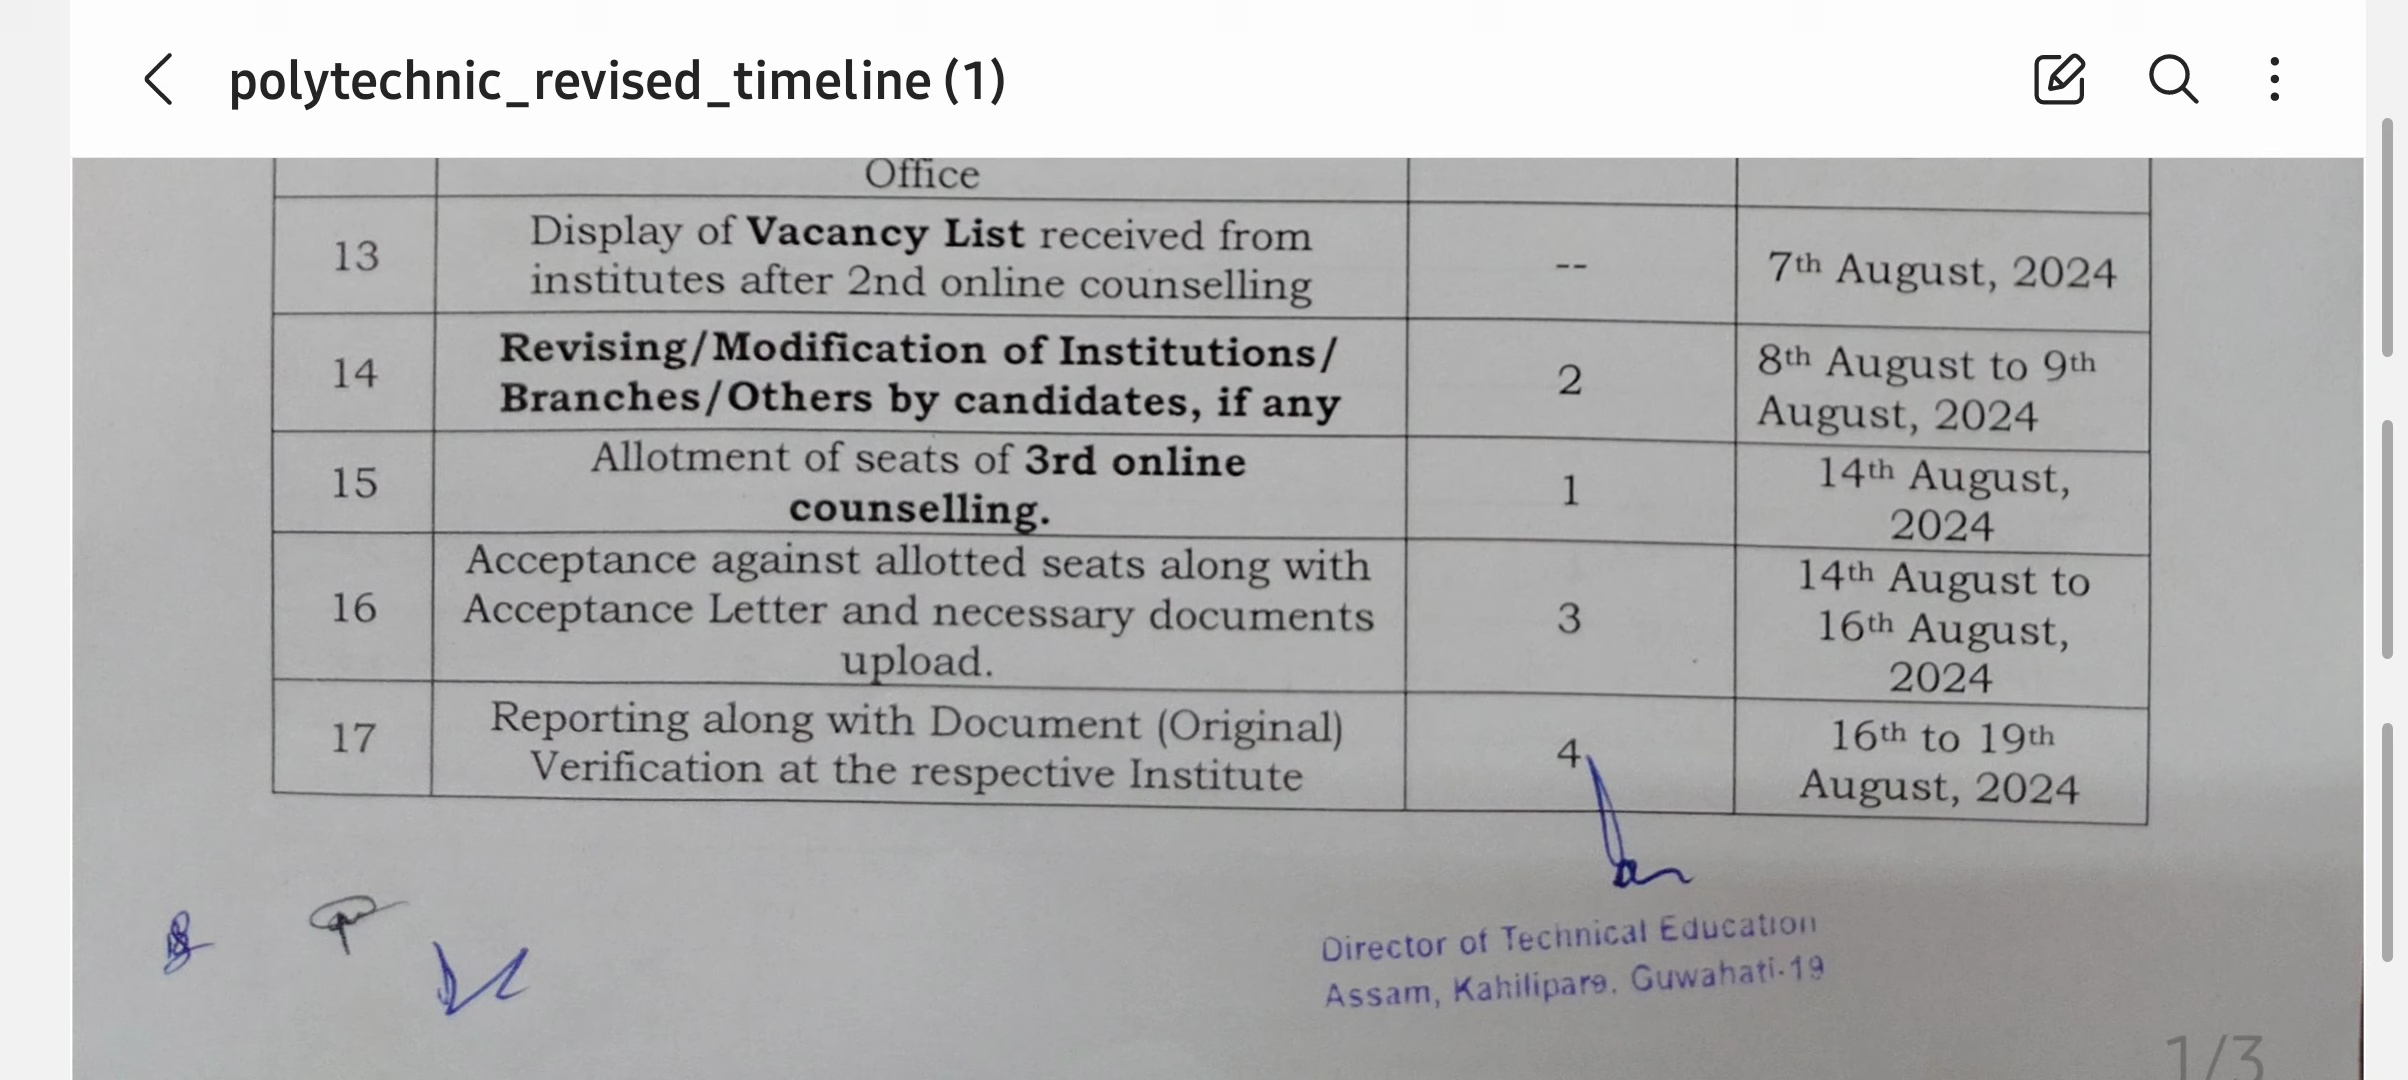 polytechnic_revised_timeline (1)
Office
13
Display of Vacancy List received from
institutes after 2nd online counselling
--
7th August, 2024
14
Revising/Modification of Institutions/
Branches/Others by candidates, if any
2
8th August to 9th
August, 2024
15
Allotment of seats of 3rd online
counselling.
1
14th August,
2024
16
Acceptance against allotted seats along with
Acceptance Letter and necessary documents
upload.
3
14th August to
16th August,
2024
17
Reporting along with Document (Original)
Verification at the respective Institute
4
16th to 19th
August, 2024
Director of Technical Education
Assam, Kahilipara. Guwahati-19
1/3